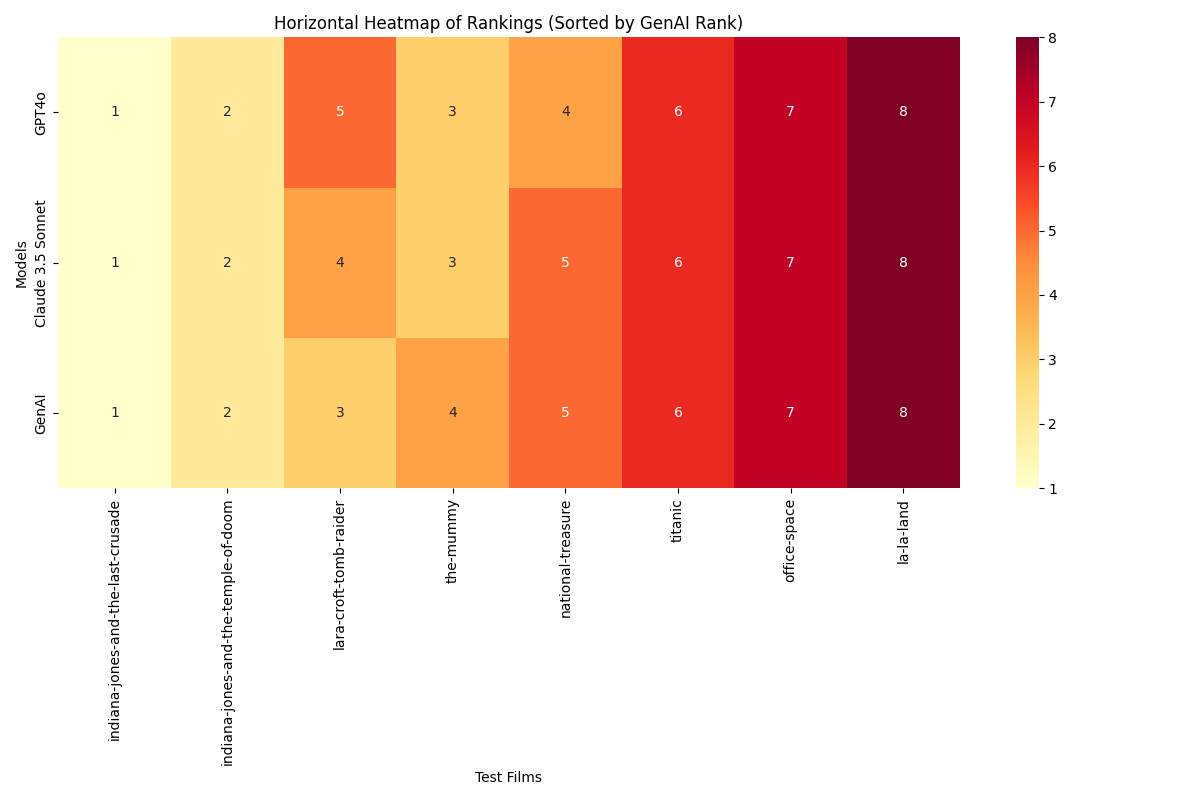 Horizontal Heatmap of Rankings (Sorted by GenAI Rank)
Models
GPT4o
1 2 5 3 4 6 7 8
Claude 3.5 Sonnet
1 2 4 3 5 6 7 8
GenAI
1 2 3 4 5 6 7 8
indiana-jones-and-the-last-crusade
indiana-jones-and-the-temple-of-doom
lara-croft-tomb-raider
the-mummy
national-treasure
titanic
office-space
la-la-land
Test Films
8
7
6
5
4
3
2
1